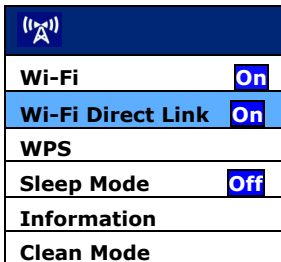 Wi-Fi On
Wi-Fi Direct Link On
WPS
Sleep Mode Off
Information
Clean Mode